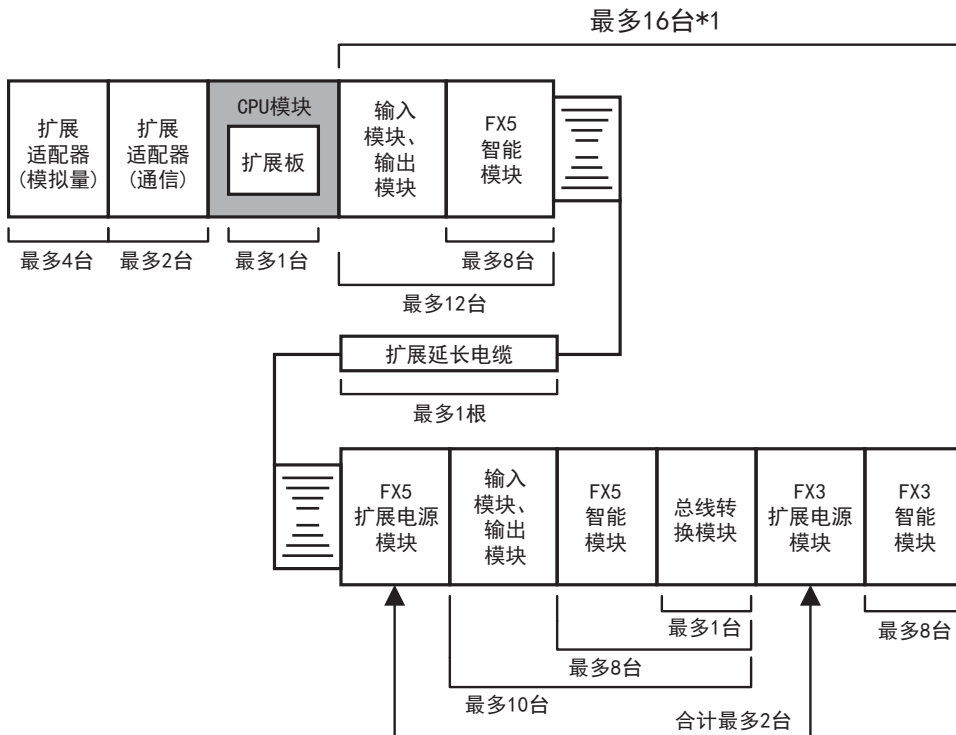 最多16台*1
扩展
适配器
(模拟量)
扩展
适配器
(通信)
CPU模块
扩展板
输入
模块、
输出
模块
FX5
智能
模块
最多4台
最多2台
最多1台
最多8台
最多12台
扩展延长电缆
最多1根
FX5
扩展电源
模块
输入
模块、
输出
模块
FX5
智能
模块
总线转
换模块
FX3
扩展电源
模块
FX3
智能
模块
最多1台
最多8台
最多8台
最多10台
合计最多2台